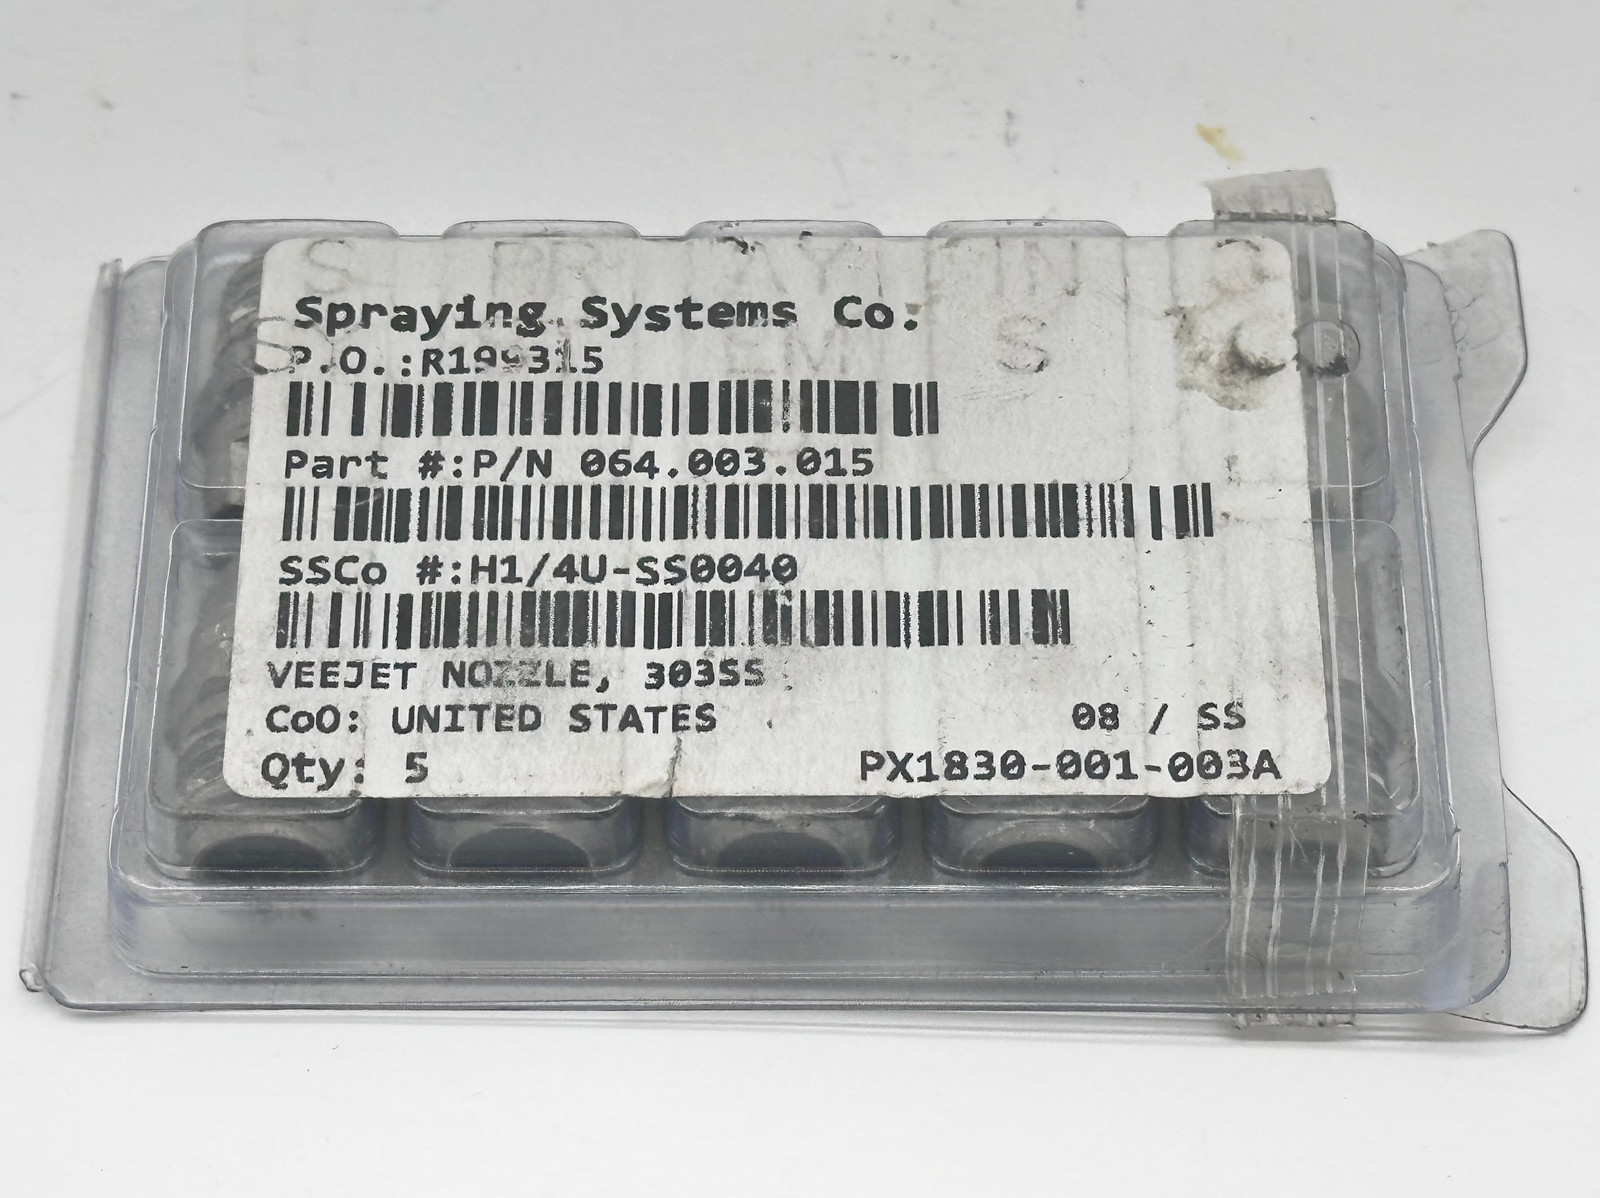 Spraying Systems Co.
P.O.:R199315
Part #:P/N 064.003.015
SSCo #:H1/4U-SS0040
VEEJET NOZZLE, 303SS
CoO: UNITED STATES 08 / SS
Qty: 5 PX1830-001-003A